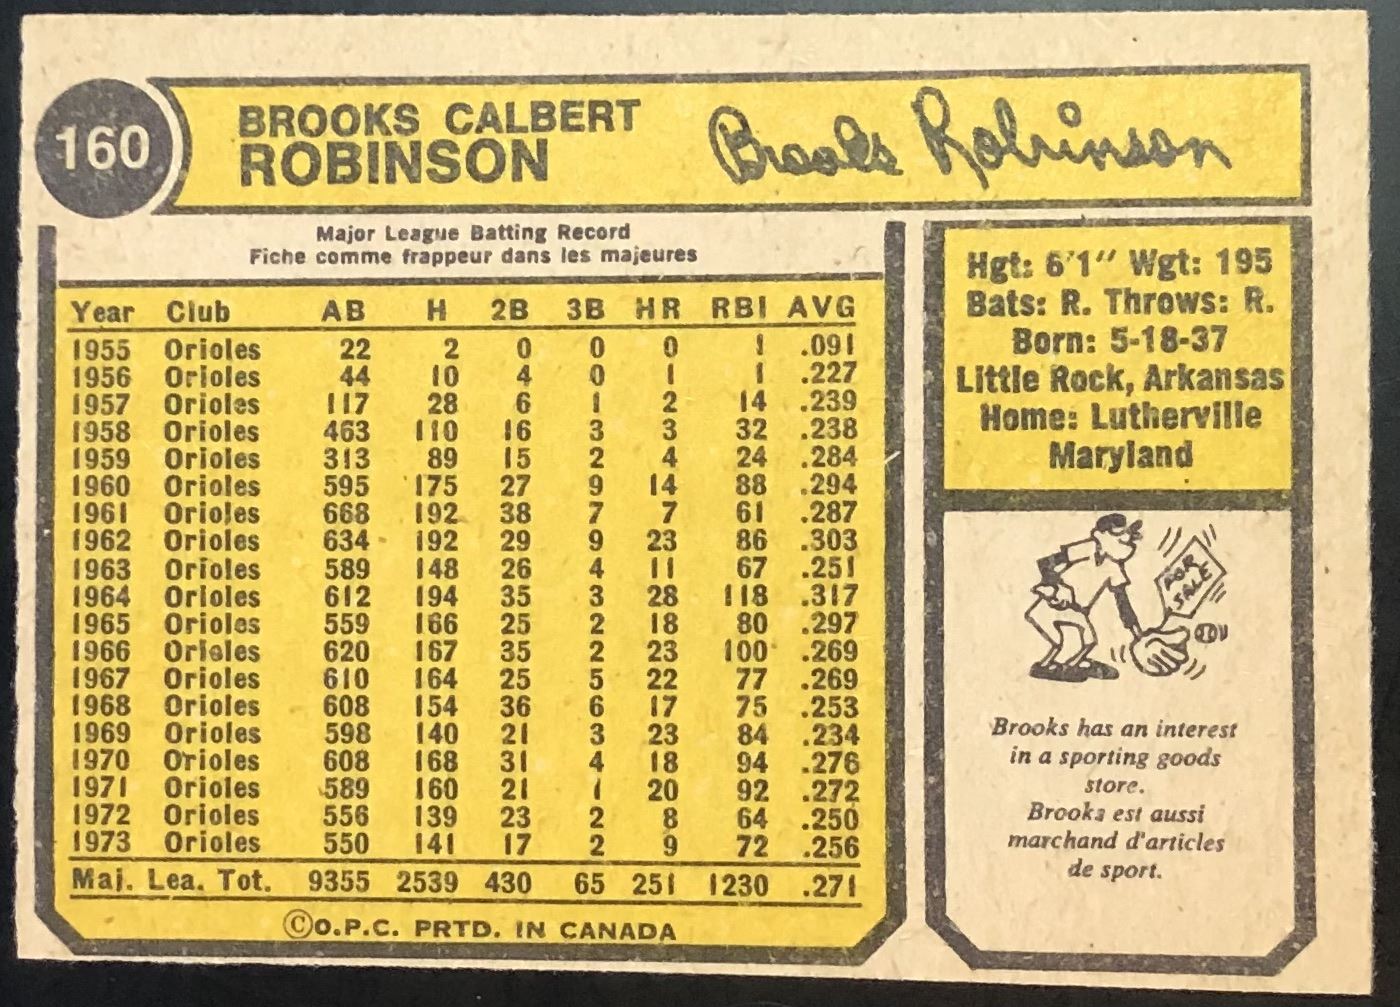 160
BROOKS CALBERT
ROBINSON
Brooks Robinson
Major League Batting Record
Fiche comme frappeur dans les majeures
Year Club AB H 2B 3B HR RBI AVG
1955 Orioles 22 2 0 0 0 1 .091
1956 Orioles 44 10 4 0 1 1 .227
1957 Orioles 117 28 6 1 2 14 .239
1958 Orioles 463 110 16 3 3 32 .238
1959 Orioles 313 89 15 2 4 24 .284
1960 Orioles 595 175 27 9 14 88 .294
1961 Orioles 668 192 38 7 7 61 .287
1962 Orioles 634 192 29 9 23 86 .303
1963 Orioles 589 148 26 4 11 67 .251
1964 Orioles 612 194 35 3 28 118 .317
1965 Orioles 559 166 25 2 18 80 .297
1966 Orioles 620 167 35 2 23 100 .269
1967 Orioles 610 164 25 5 22 77 .269
1968 Orioles 608 154 36 6 17 75 .253
1969 Orioles 598 140 21 3 23 84 .234
1970 Orioles 608 168 31 4 18 94 .276
1971 Orioles 589 160 21 1 20 92 .272
1972 Orioles 556 139 23 2 8 64 .250
1973 Orioles 550 141 17 2 9 72 .256
Maj. Lea. Tot. 9355 2539 430 65 251 1230 .271
©O.P.C. PRTD. IN CANADA
Hgt: 6'1" Wgt: 195
Bats: R. Throws: R.
Born: 5-18-37
Little Rock, Arkansas
Home: Lutherville
Maryland
FOR
SALE
Brooks has an interest
in a sporting goods
store.
Brooks est aussi
marchand d'articles
de sport.